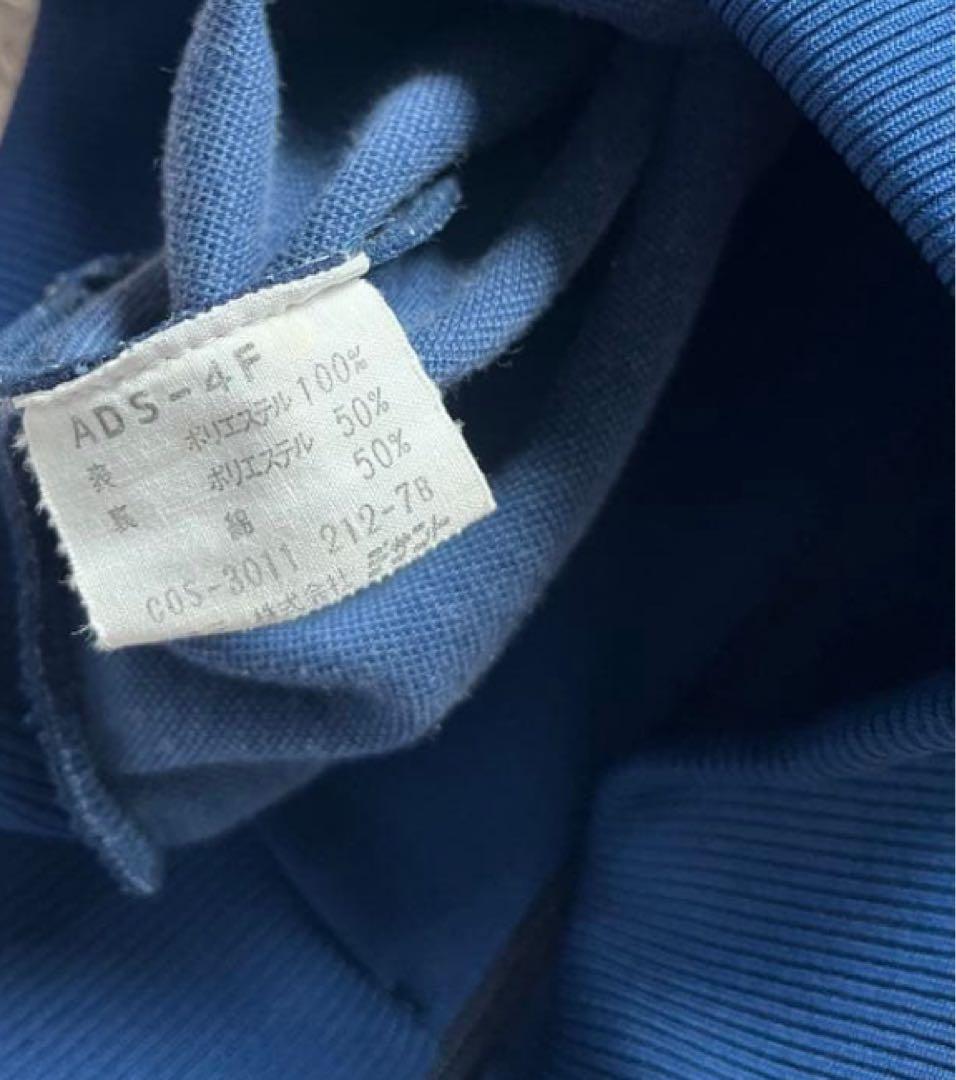 ADS-4F
表 ポリエステル 100%
裏 ポリエステル 50%
綿 50%
COS-3011 212-7B
株式会社 デサント